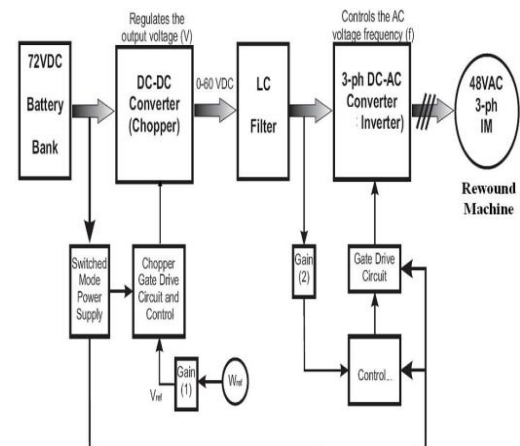 Regulates the
output voltage (V)
Controls the AC
voltage frequency (f)
72VDC
Battery
Bank
DC-DC
Converter
(Chopper)
0-60 VDC
LC
Filter
3-ph DC-AC
Converter
: Inverter)
48VAC
3-ph
IM
Rewound
Machine
Switched
Mode
Power
Supply
Chopper
Gate Drive
Circuit and
Control
Gain
(2)
Gate Drive
Circuit
Vref
Gain
(1)
Wref
Control...